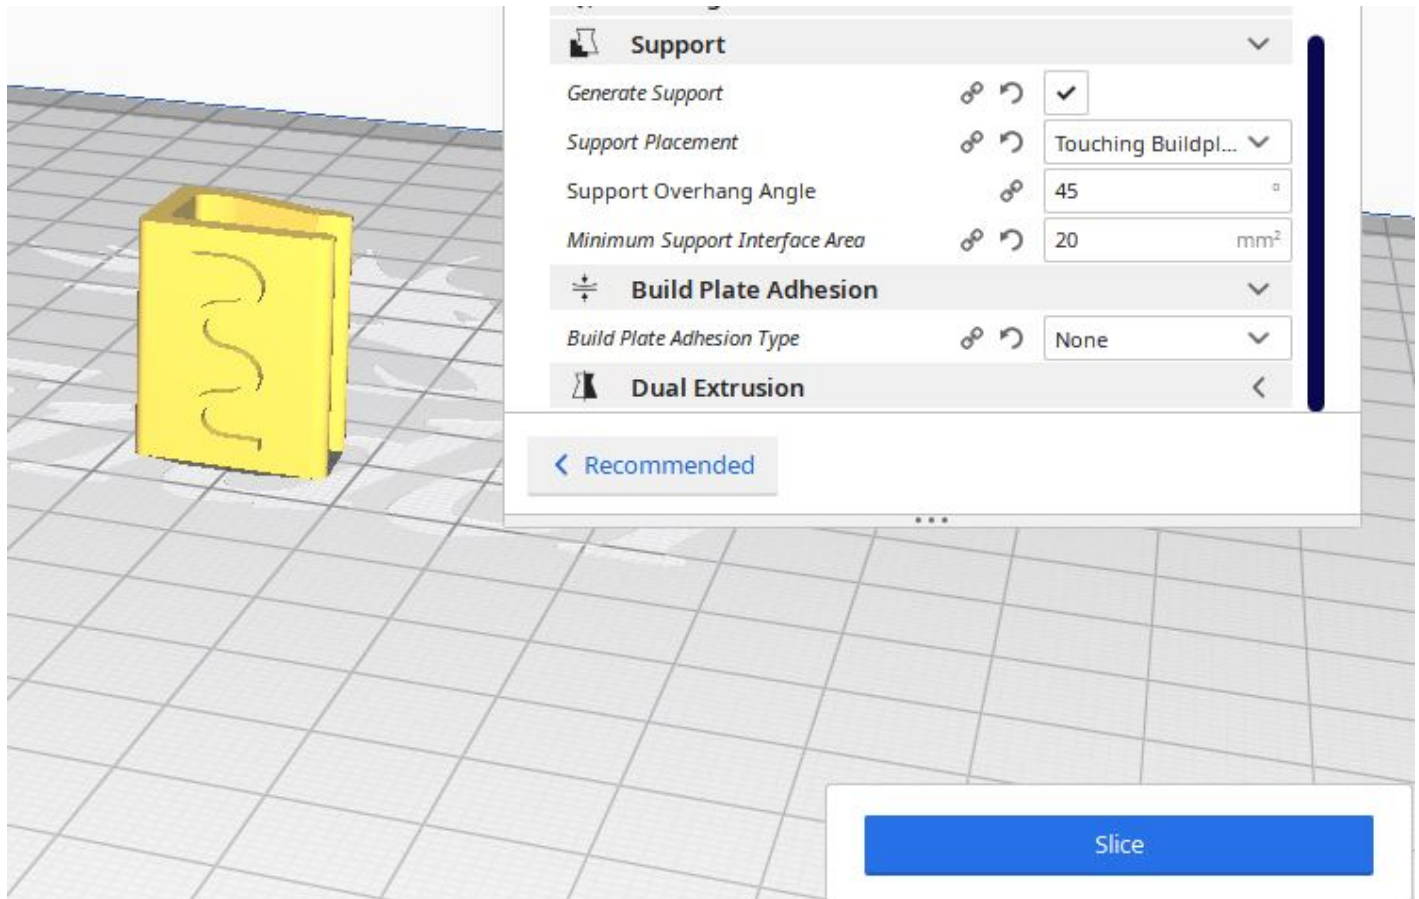 Support
Generate Support
Support Placement Touching Buildpl...
Support Overhang Angle 45 °
Minimum Support Interface Area 20 mm²
Build Plate Adhesion
Build Plate Adhesion Type None
Dual Extrusion
Recommended
Slice